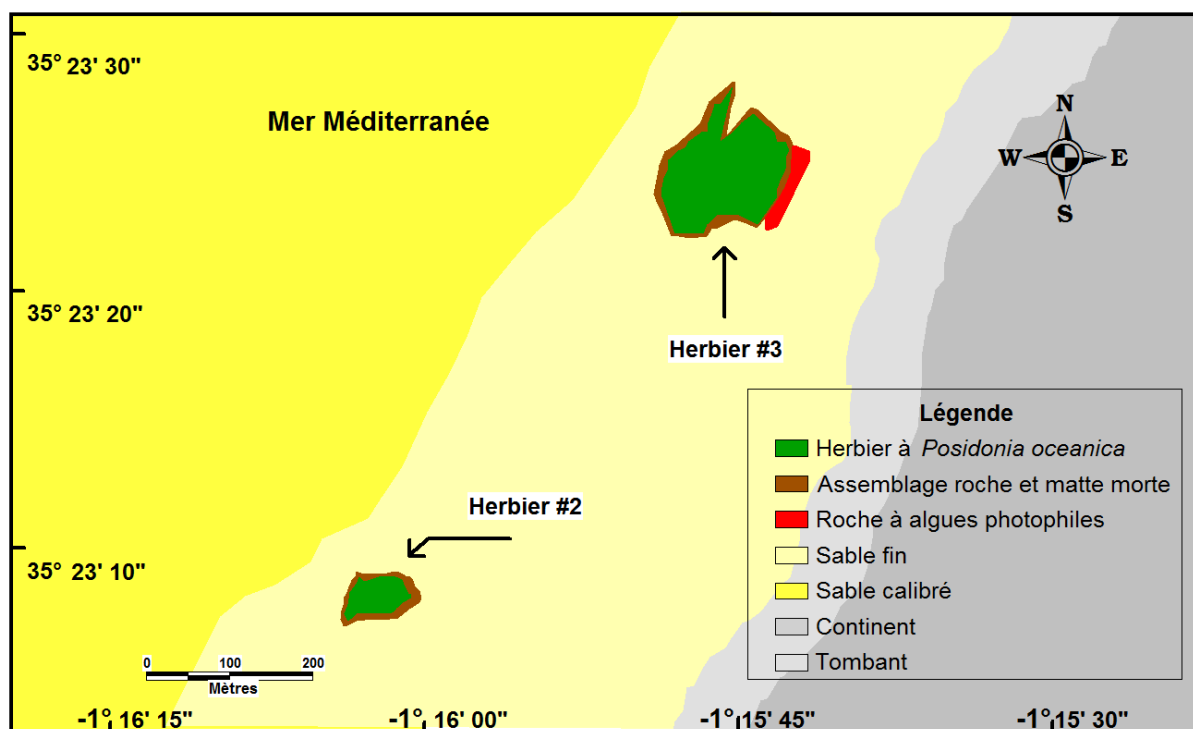 35° 23' 30"
Mer Méditerranée
N
W E
S
35° 23' 20"
Herbier #3
Légende
Herbier à Posidonia oceanica
Assemblage roche et matte morte
Roche à algues photophiles
Sable fin
Sable calibré
Continent
Tombant
Herbier #2
35° 23' 10"
0 100 200
Mètres
-1° 16' 15" -1° 16' 00" -1° 15' 45" -1° 15' 30"